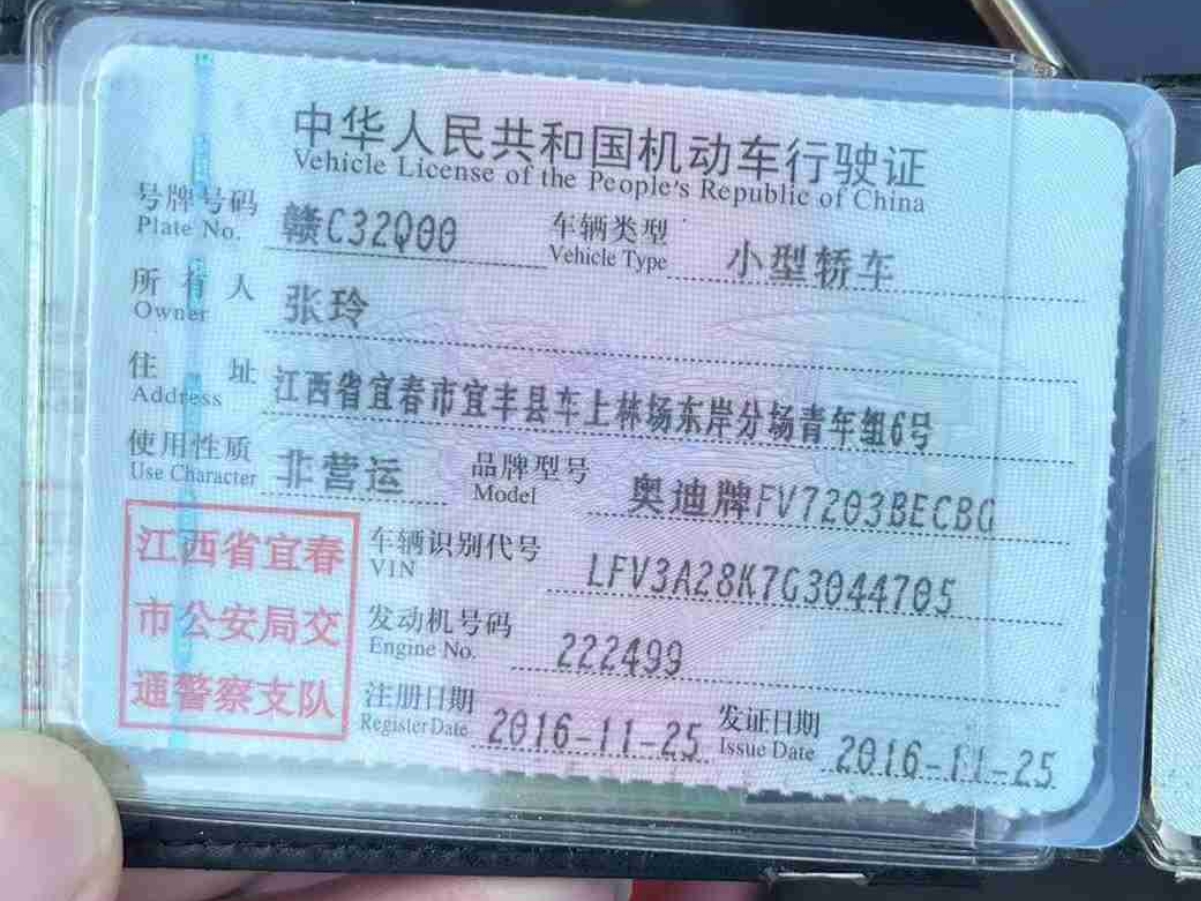 中华人民共和国机动车行驶证
Vehicle License of the People's Republic of China
号牌号码 赣C32Q00 车辆类型 小型轿车
Plate No. Vehicle Type
所有人 张玲
Owner
住址 江西省宜春市宜丰县车上林场东岸分场青年组6号
Address
使用性质 非营运 品牌型号 奥迪牌FV7203BECBG
Use Character Model
江西省宜春
市公安局交
通警察支队
车辆识别代号 LFV3A28K7G3044705
VIN
发动机号码 222499
Engine No.
注册日期 2016-11-25 发证日期 2016-11-25
Register Date Issue Date